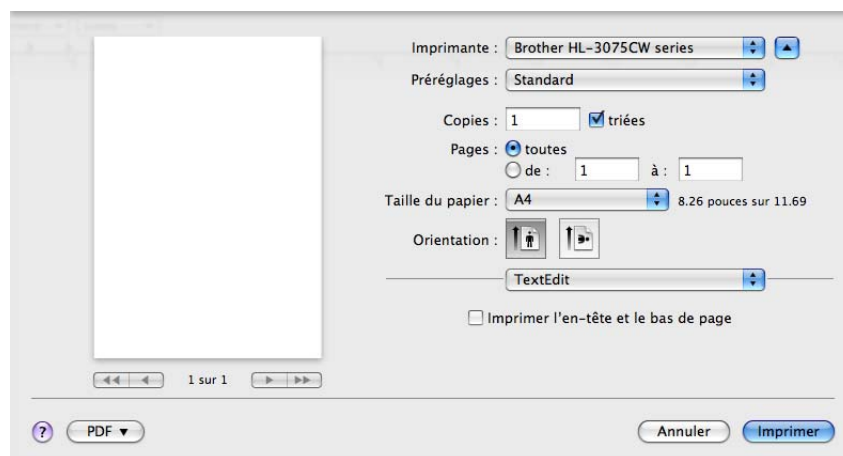 Imprimante : Brother HL-3075CW series
Préréglages : Standard
Copies : 1 triées
Pages : toutes
de : 1 à : 1
Taille du papier : A4 8.26 pouces sur 11.69
Orientation :
TextEdit
Imprimer l'en-tête et le bas de page
1 sur 1
? PDF Annuler Imprimer